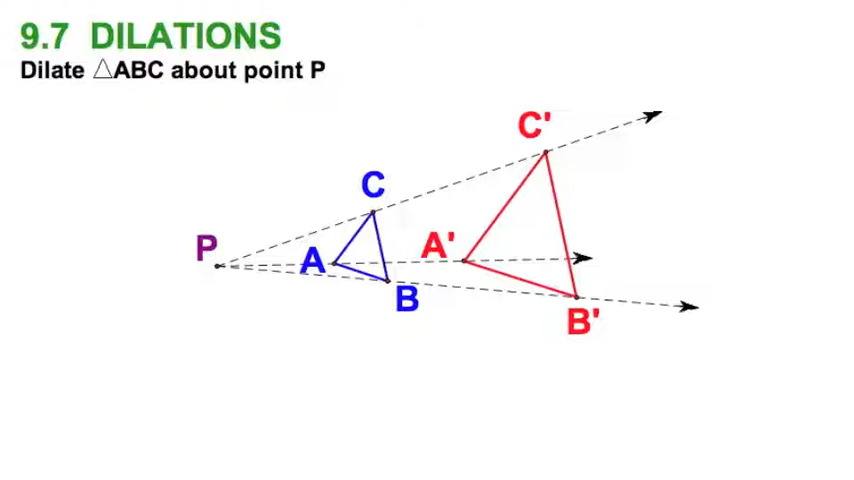 9.7 DILATIONS
Dilate △ABC about point P
C'
C
P
A
A'
B
B'